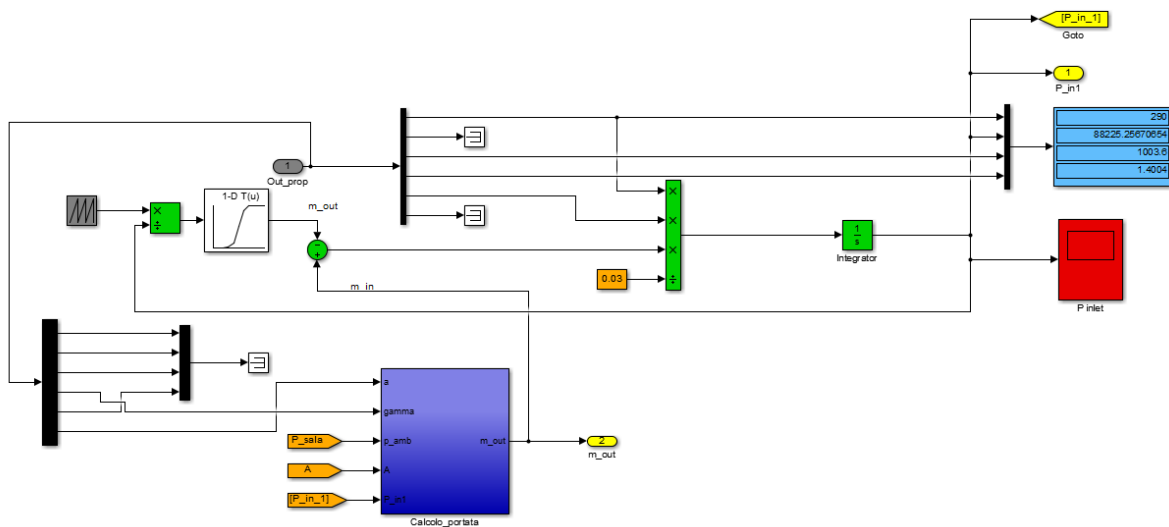 [P_in_1]
Goto
1
P_in1
290
88225.25670654
1003.6
1.4004
1
Out_prop
1-D T(u)
m_out
×
÷
−
+
×
×
×
÷
1
s
Integrator
0.03
m_in
P inlet
a
gamma
P_sala
p_amb
m_out
2
m_out
A
A
[P_in_1]
P_in1
Calcolo_portata